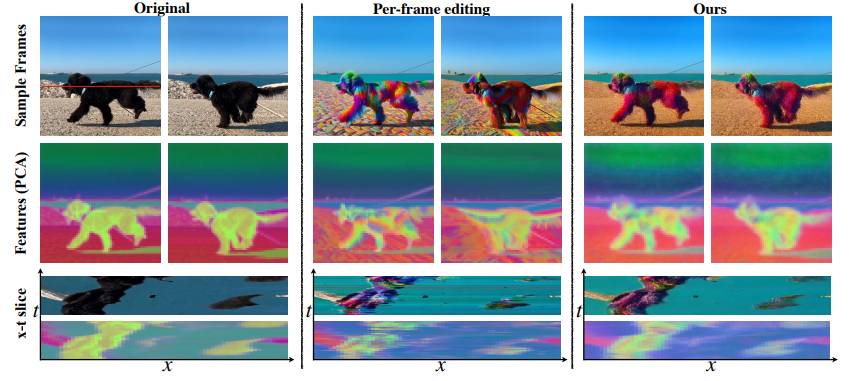 Original
Per-frame editing
Ours
Sample Frames
Features (PCA)
x-t slice
t
x
t
x
t
x